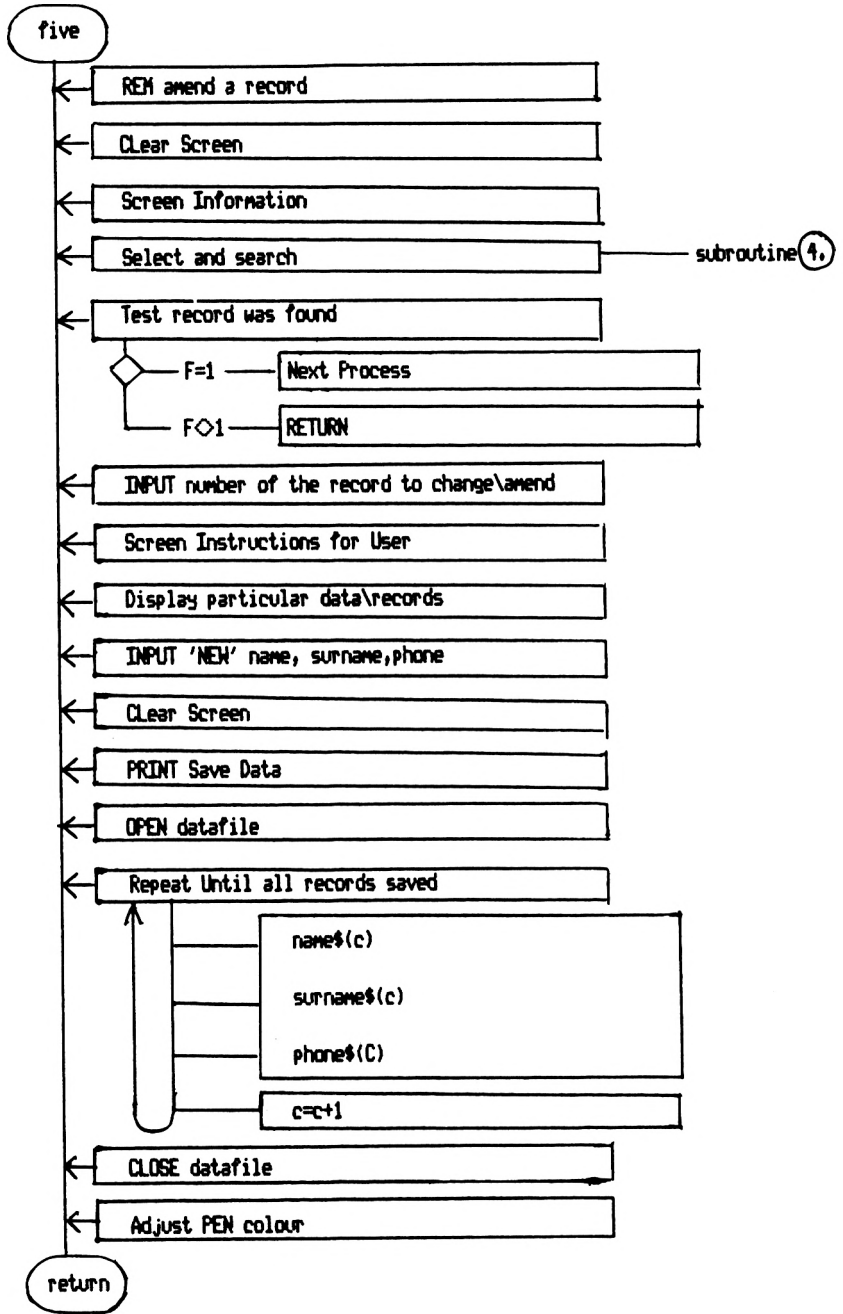 five
REM amend a record
CLear Screen
Screen Information
Select and search
subroutine 4.
Test record was found
F=1
Next Process
F<>1
RETURN
INPUT number of the record to change\amend
Screen Instructions for User
Display particular data\records
INPUT 'NEW' name, surname,phone
CLear Screen
PRINT Save Data
OPEN datafile
Repeat Until all records saved
name$(c)
surname$(c)
phone$(C)
c=c+1
CLOSE datafile
Adjust PEN colour
return